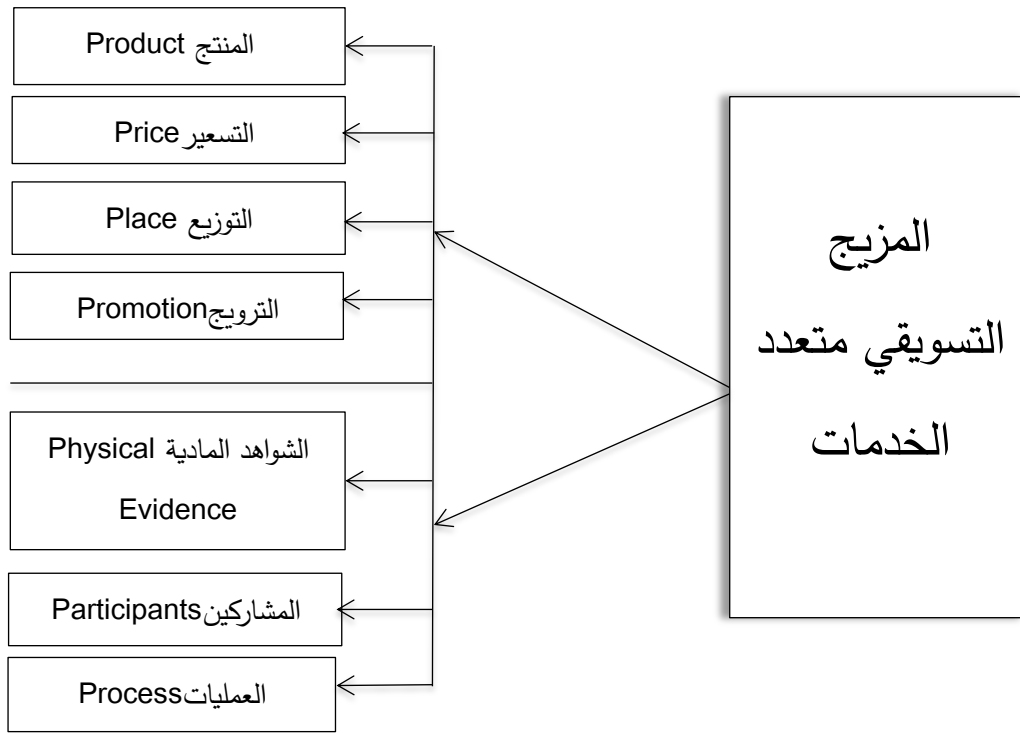 المزيج
التسويقي متعدد
الخدمات
المنتج Product
التسعير Price
التوزيع Place
الترويج Promotion
الشواهد المادية Physical
Evidence
المشاركين Participants
العمليات Process